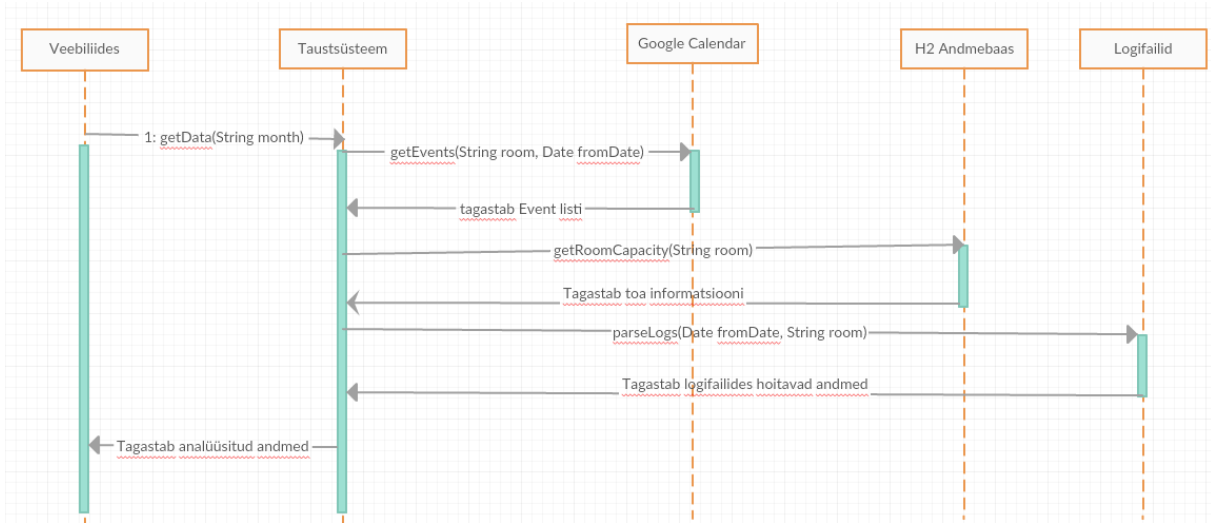 Veebiliides
Taustsüsteem
Google Calendar
H2 Andmebaas
Logifailid
1: getData(String month)
getEvents(String room, Date fromDate)
tagastab Event listi
getRoomCapacity(String room)
Tagastab toa informatsiooni
parseLogs(Date fromDate, String room)
Tagastab logifailides hoitavad andmed
Tagastab analüüsitud andmed